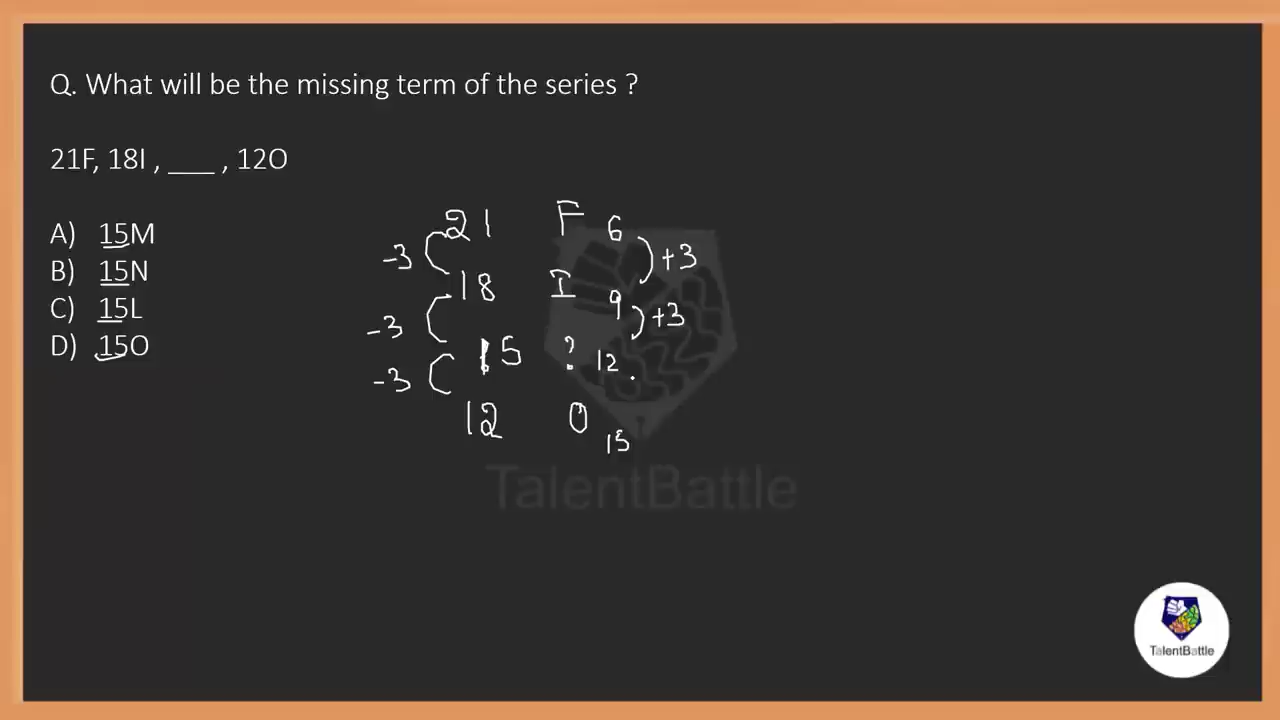 Q. What will be the missing term of the series ?
21F, 18I , ___ , 12O
A) 15M
B) 15N
C) 15L
D) 15O
21 F 6
-3 +3
18 I 9
-3 +3
15 ? 12 .
-3
12 O 15
TalentBattle
TalentBattle